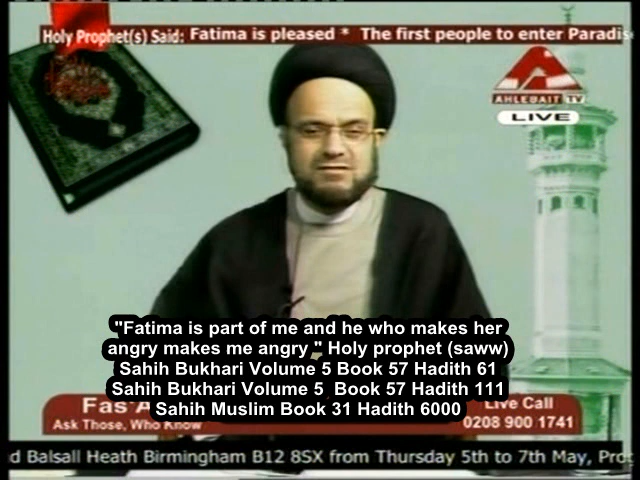 Holy Prophet(s) Said: Fatima is pleased * The first people to enter Paradis
AHLEBAIT TV
LIVE
"Fatima is part of me and he who makes her
angry makes me angry " Holy prophet (saww)
Sahih Bukhari Volume 5 Book 57 Hadith 61
Sahih Bukhari Volume 5 Book 57 Hadith 111
Sahih Muslim Book 31 Hadith 6000
Fas'A
Live Call
Ask Those, Who Know
0208 900 1741
d Balsall Heath Birmingham B12 8SX from Thursday 5th to 7th May, Pro